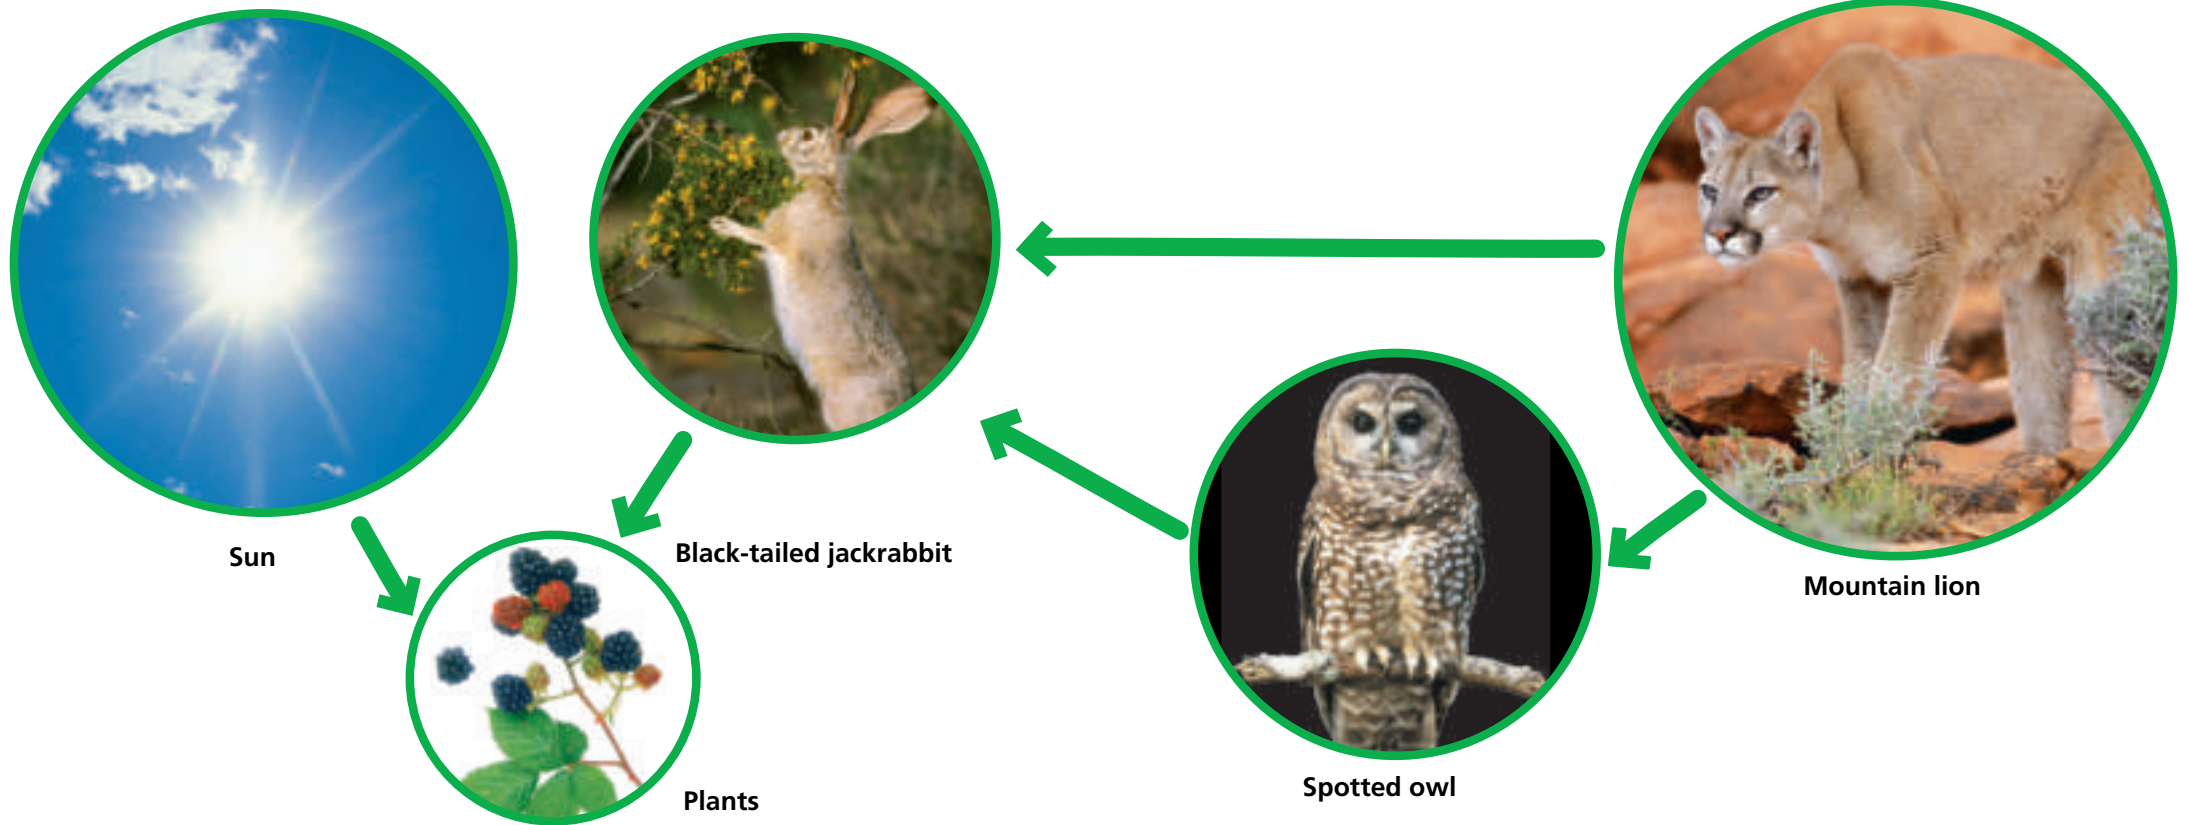 Sun
Black-tailed jackrabbit
Mountain lion
Spotted owl
Plants